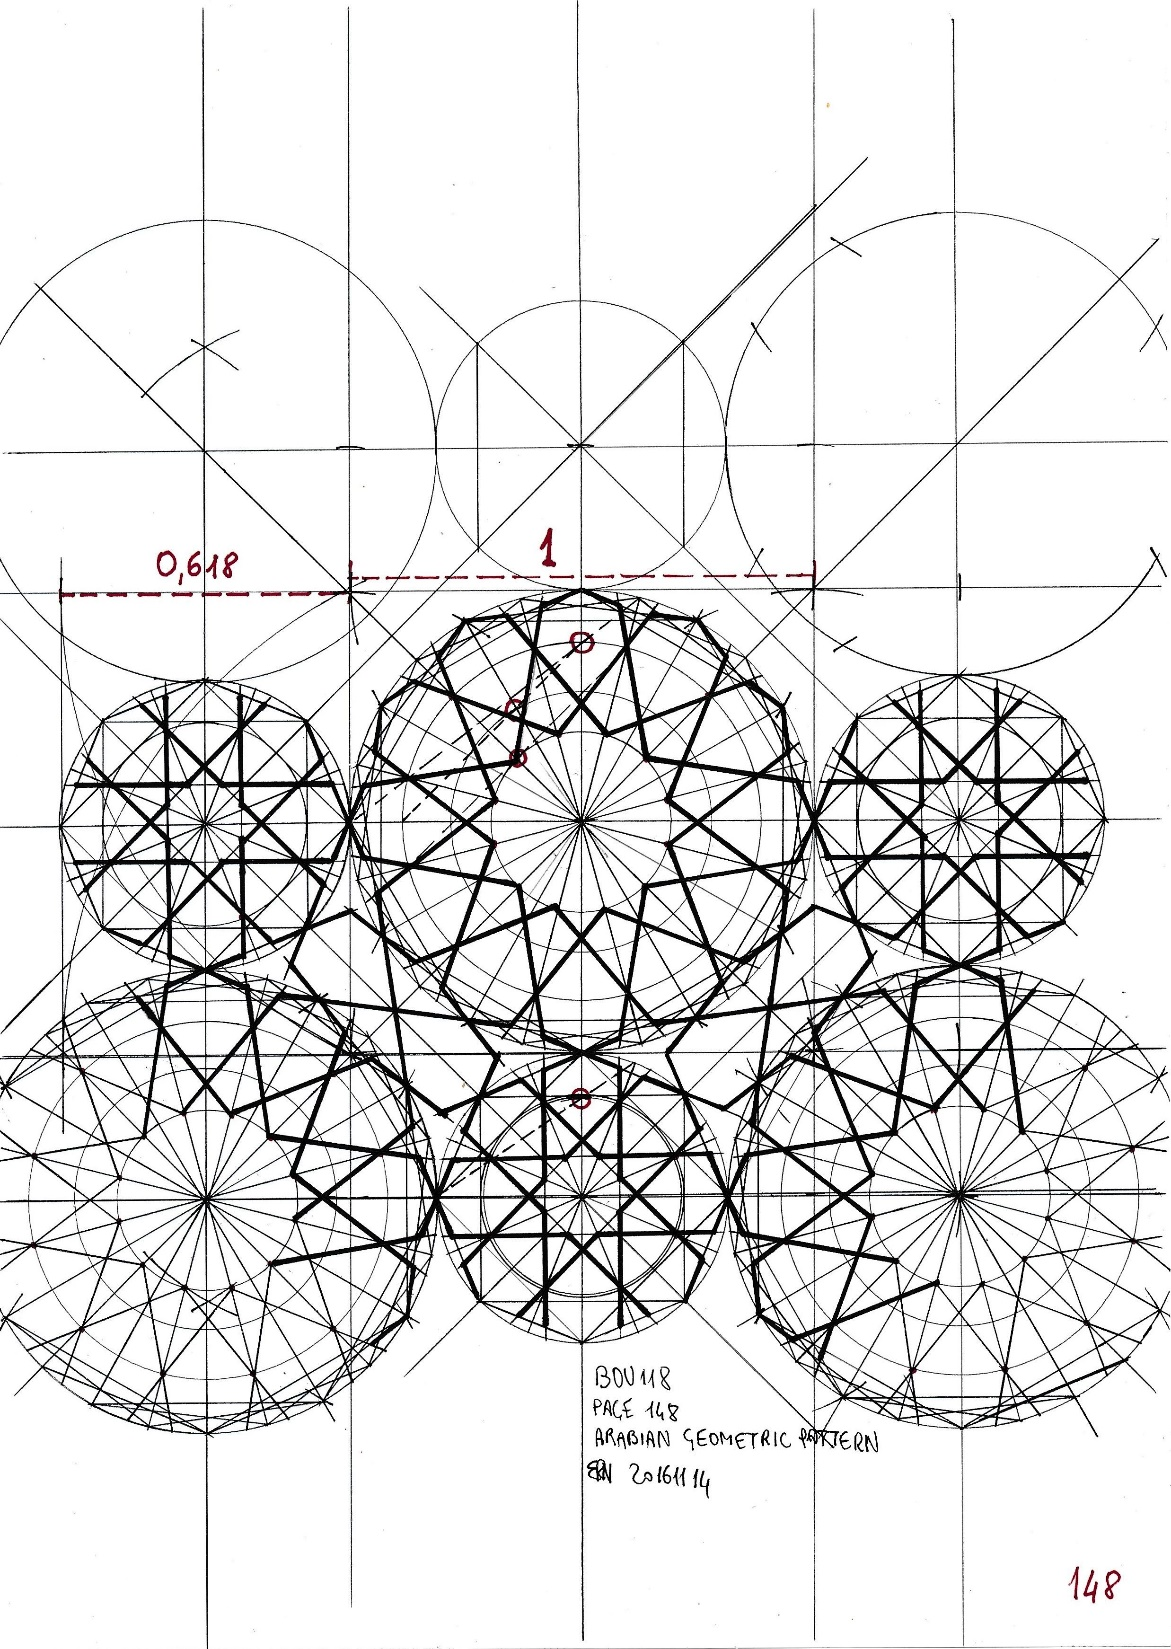 1
0,618
BOU118
PAGE 148
ARABIAN GEOMETRIC PATTERN
20161114
148